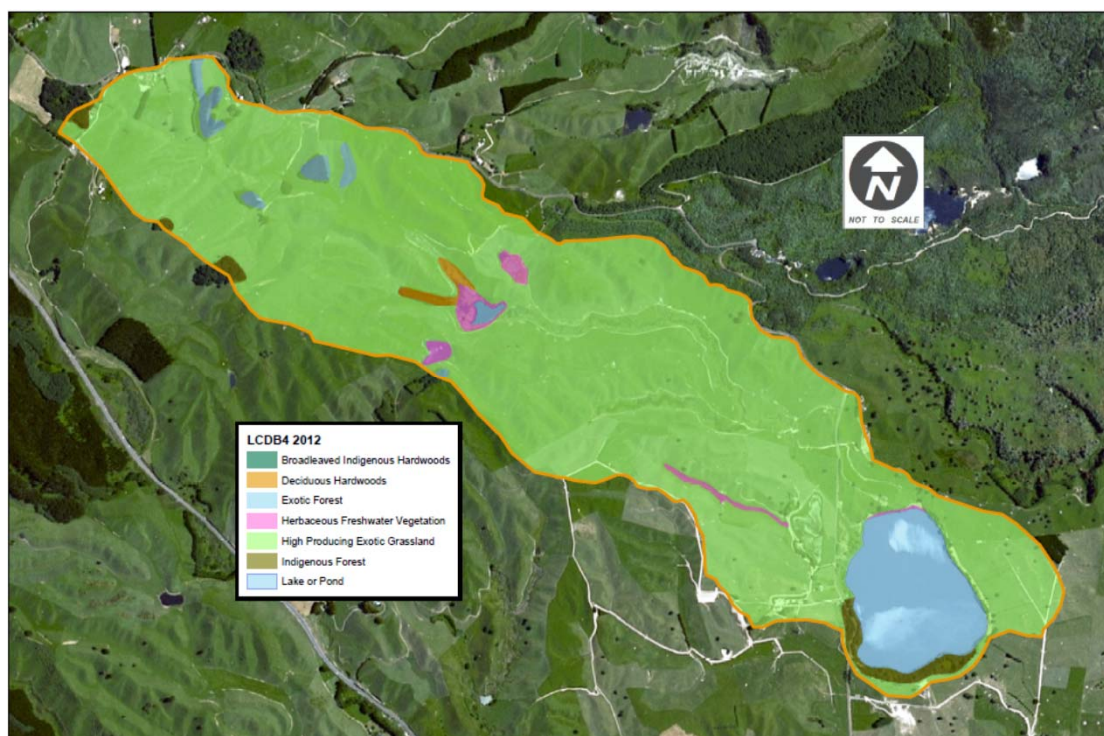 N
NOT TO SCALE
LCDB4 2012
Broadleaved Indigenous Hardwoods
Deciduous Hardwoods
Exotic Forest
Herbaceous Freshwater Vegetation
High Producing Exotic Grassland
Indigenous Forest
Lake or Pond